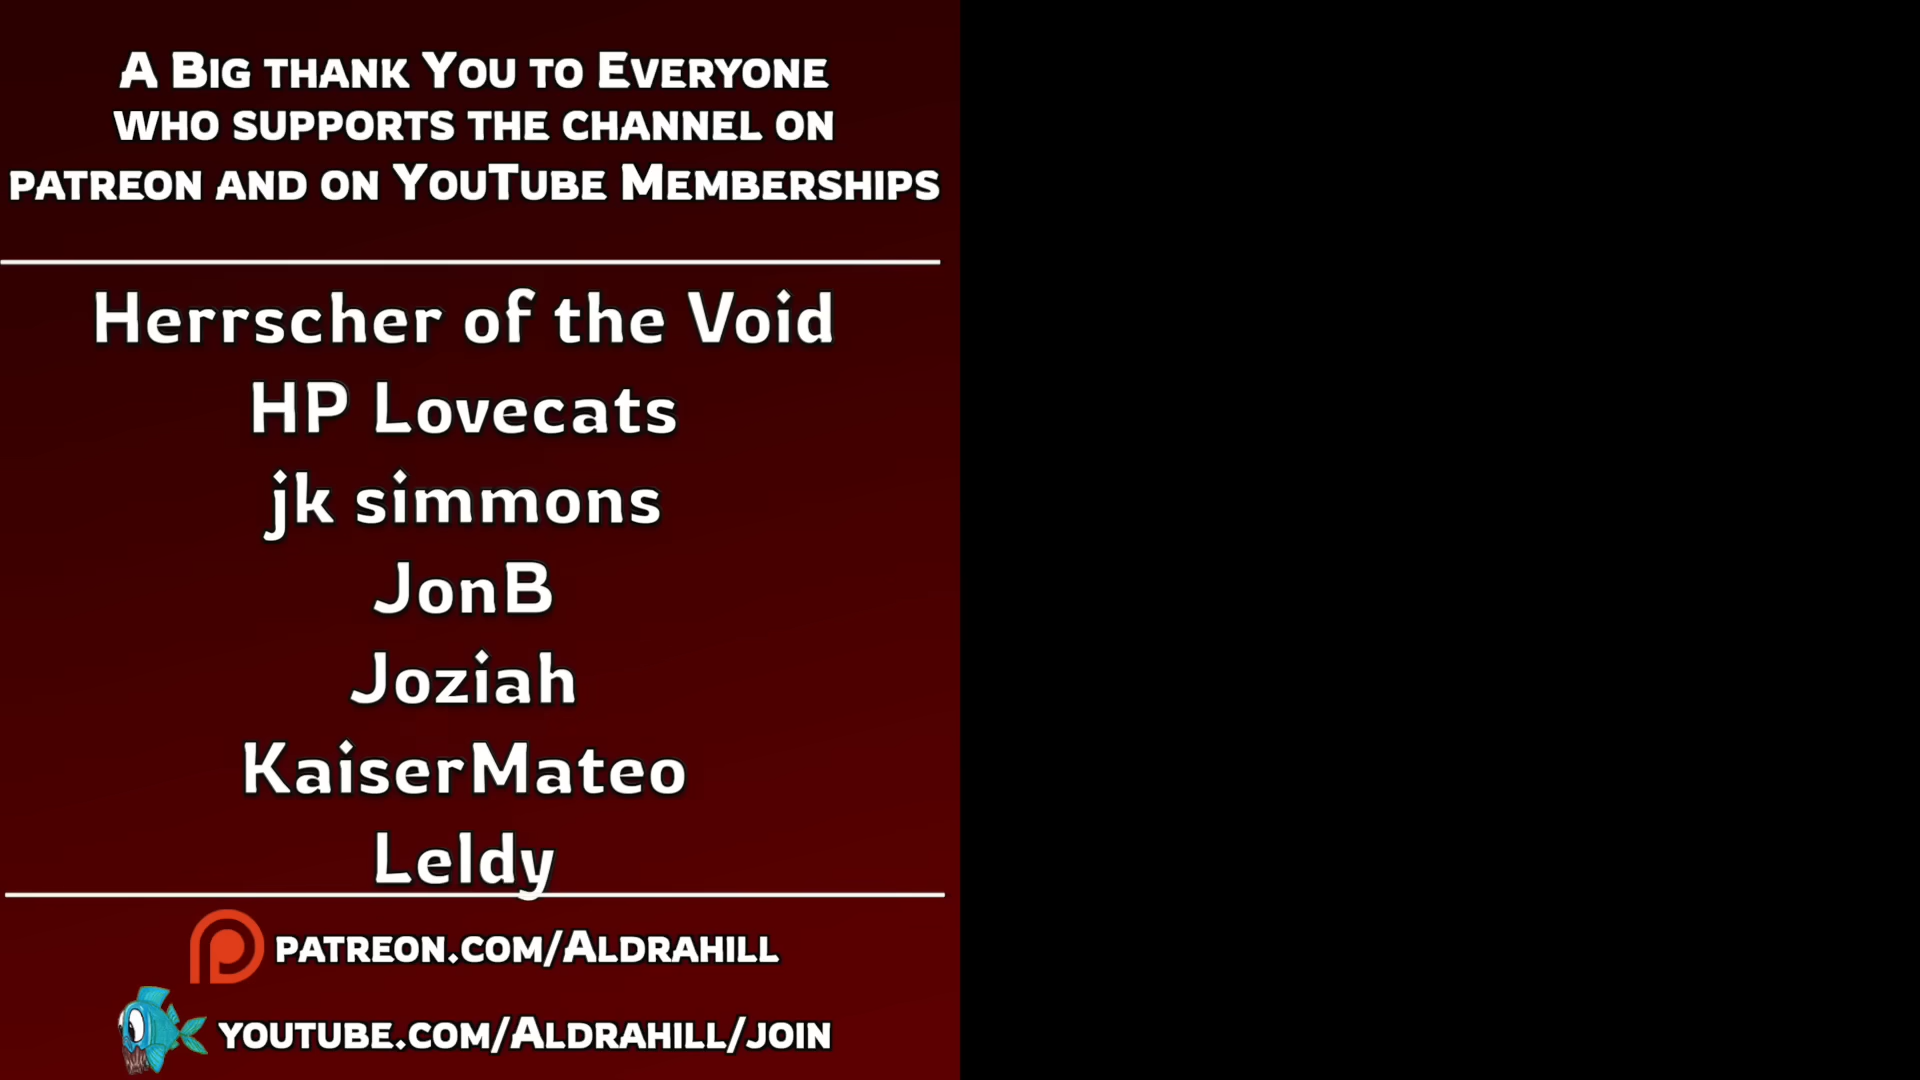 A Big thank You to Everyone
who supports the channel on
patreon and on YouTube Memberships
Herrscher of the Void
HP Lovecats
jk simmons
JonB
Joziah
KaiserMateo
Leldy
patreon.com/Aldrahill
youtube.com/Aldrahill/join